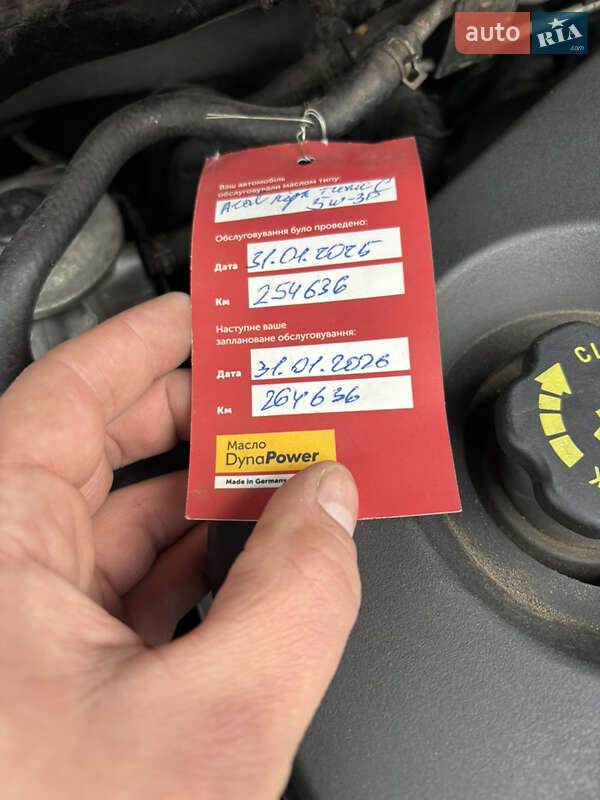 auto RIA .com
Ваш автомобіль
обслуговували маслом типу:
5W-30
Обслуговування було проведено:
Дата 31.01.2025
Км 254636
Наступне ваше
заплановане обслуговування:
Дата 31.01.2026
Км 264636
Масло
DynaPower
Made in Germany